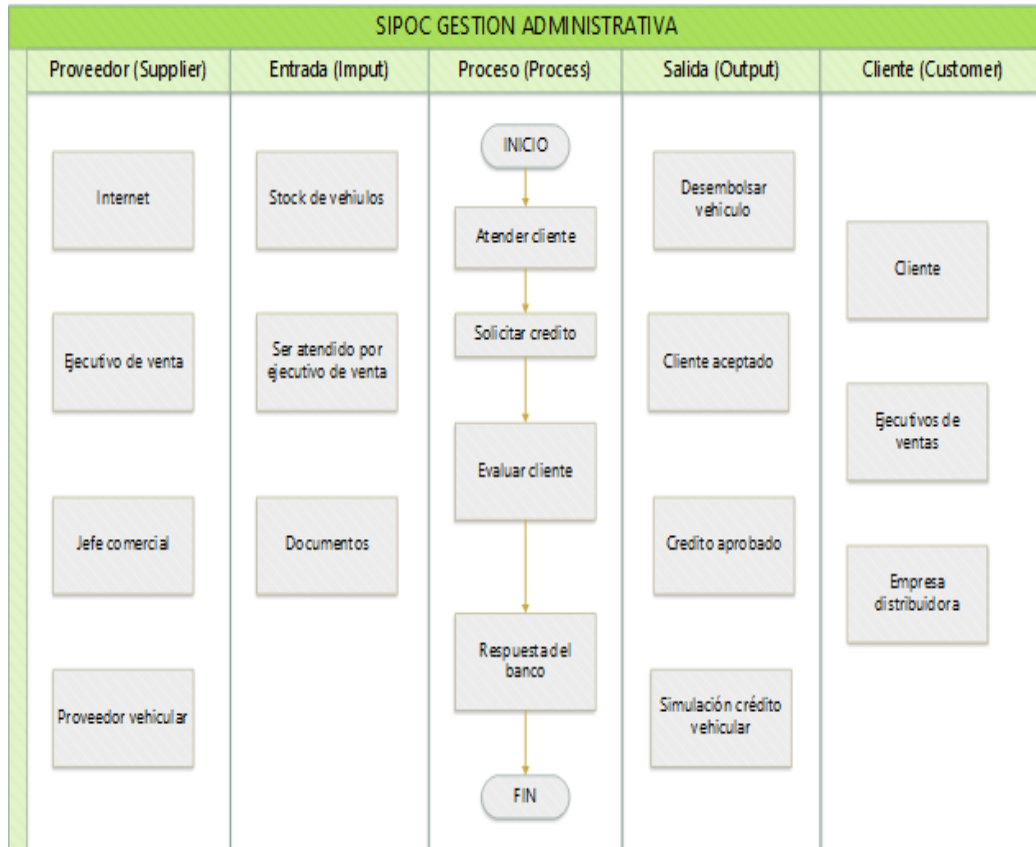 SIPOC GESTION ADMINISTRATIVA
Proveedor (Supplier)
Entrada (Imput)
Proceso (Process)
Salida (Output)
Cliente (Customer)
Internet
Ejecutivo de venta
Jefe comercial
Proveedor vehicular
Stock de vehiulos
Ser atendido por
ejecutivo de venta
Documentos
INICIO
Atender cliente
Solicitar credito
Evaluar cliente
Respuesta del
banco
FIN
Desembolsar
vehiculo
Cliente aceptado
Credito aprobado
Simulación crédito
vehicular
Cliente
Ejecutivos de
ventas
Empresa
distribuidora